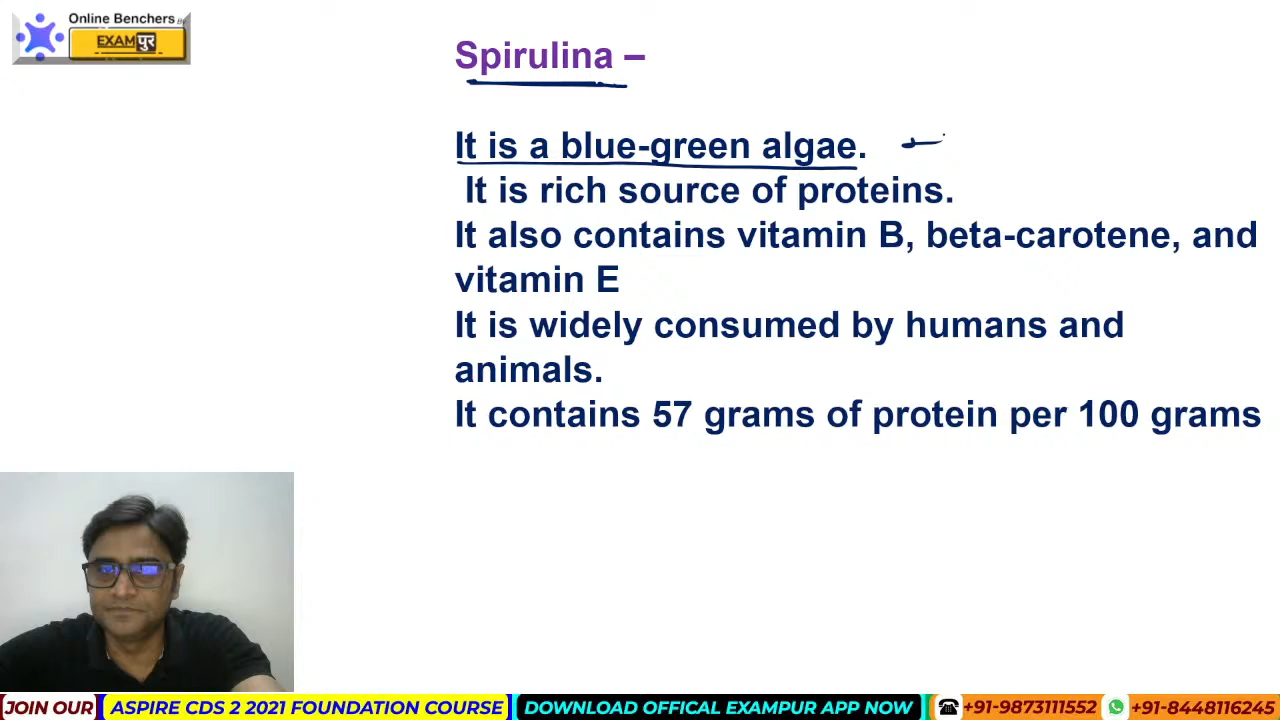 Online Benchers By
EXAMपुर
Spirulina –
It is a blue-green algae.
It is rich source of proteins.
It also contains vitamin B, beta-carotene, and
vitamin E
It is widely consumed by humans and
animals.
It contains 57 grams of protein per 100 grams
JOIN OUR ASPIRE CDS 2 2021 FOUNDATION COURSE DOWNLOAD OFFICAL EXAMPUR APP NOW +91-9873111552 +91-8448116245